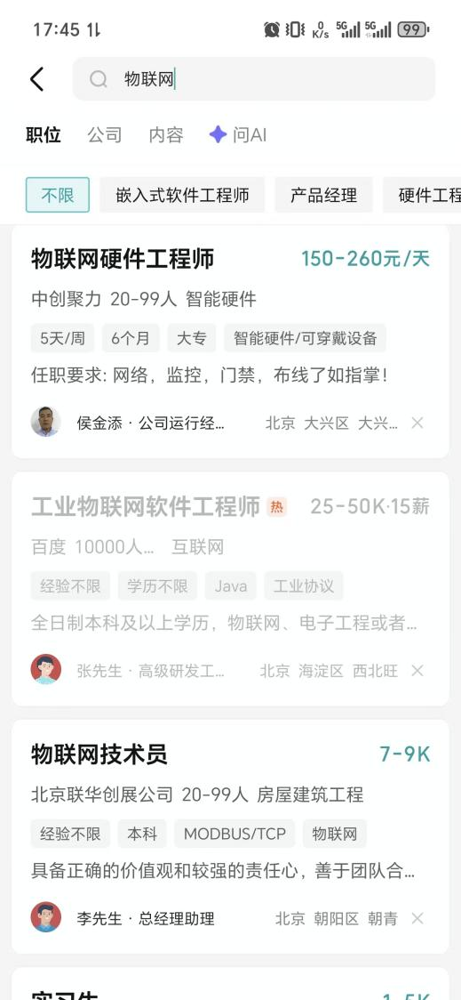 17:45
0 K/s 5G 5G 99
物联网
职位 公司 内容 问AI
不限 嵌入式软件工程师 产品经理 硬件工程
物联网硬件工程师 150-260元/天
中创聚力 20-99人 智能硬件
5天/周 6个月 大专 智能硬件/可穿戴设备
任职要求: 网络，监控，门禁，布线了如指掌！
侯金添 · 公司运行经... 北京 大兴区 大兴...
工业物联网软件工程师 热 25-50K·15薪
百度 10000人... 互联网
经验不限 学历不限 Java 工业协议
全日制本科及以上学历，物联网、电子工程或者...
张先生 · 高级研发工... 北京 海淀区 西北旺
物联网技术员 7-9K
北京联华创展公司 20-99人 房屋建筑工程
经验不限 本科 MODBUS/TCP 物联网
具备正确的价值观和较强的责任心，善于团队合...
李先生 · 总经理助理 北京 朝阳区 朝青
实习生 1-5K